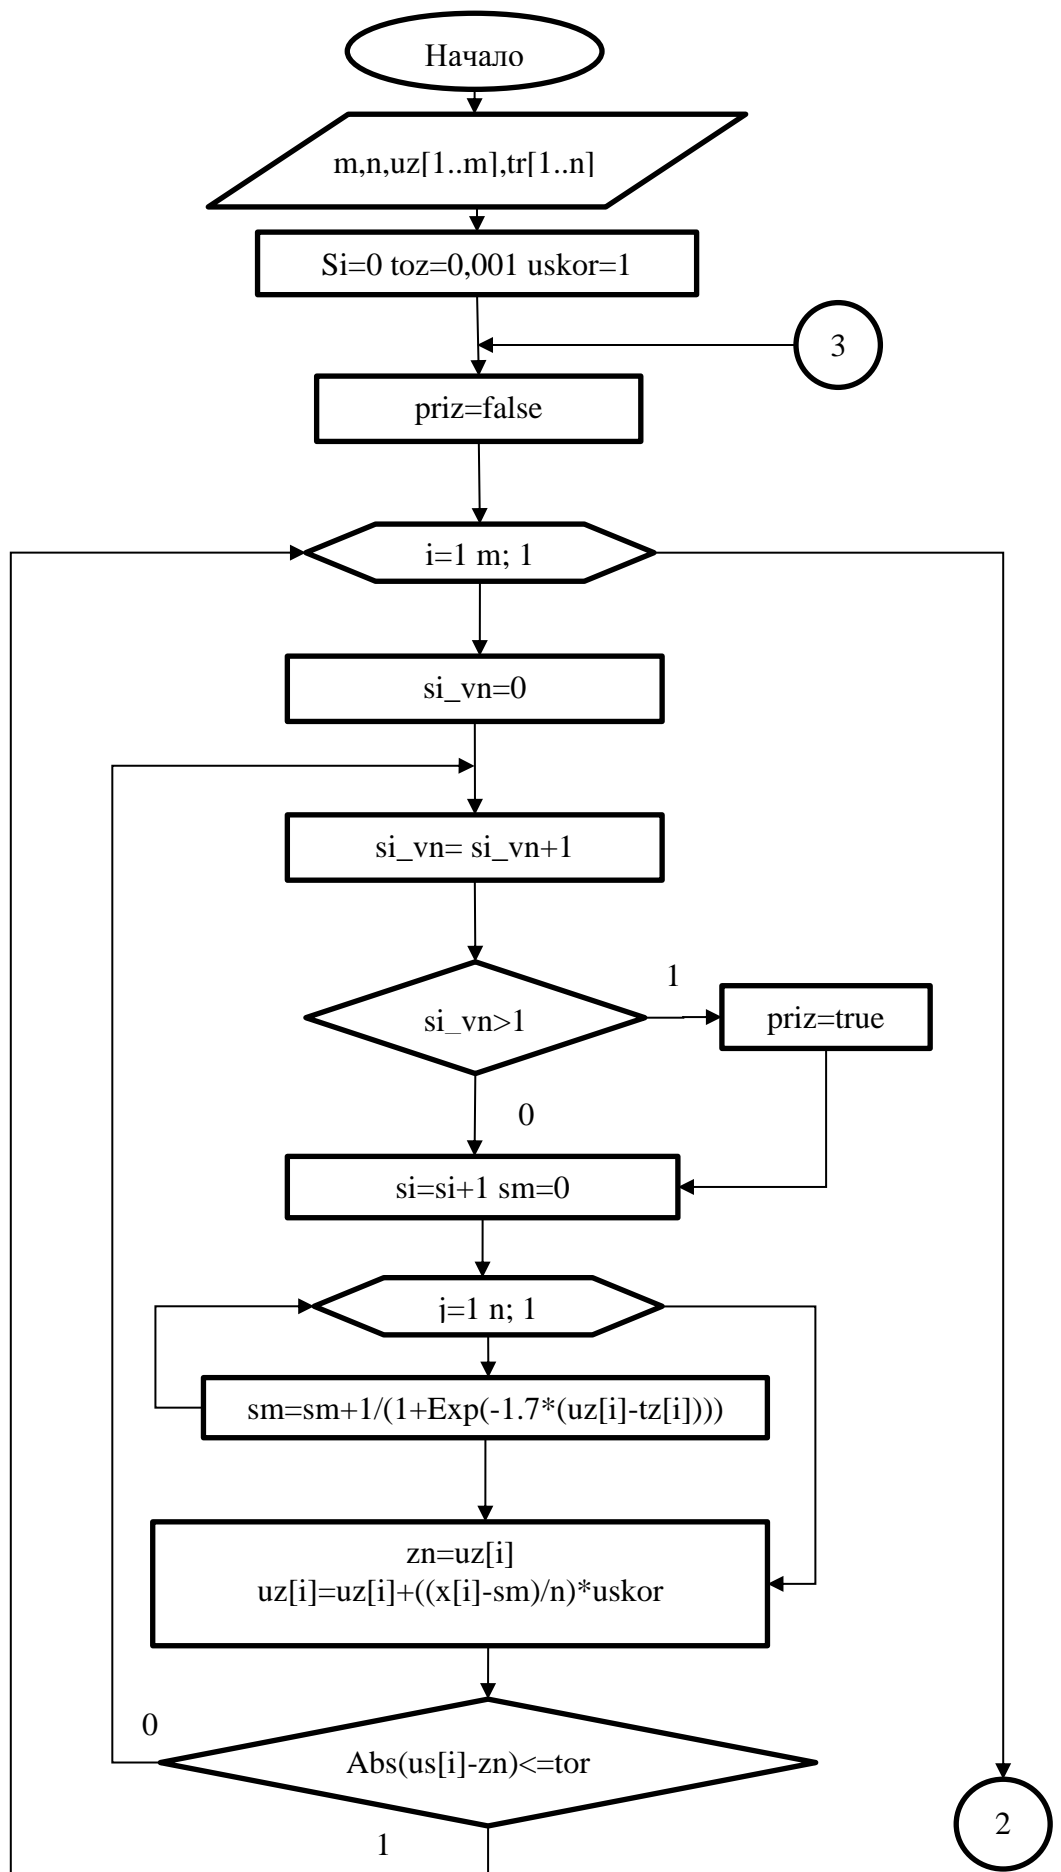 Начало
m,n,uz[1..m],tr[1..n]
Si=0 toz=0,001 uskor=1
3
priz=false
i=1 m; 1
si_vn=0
si_vn= si_vn+1
si_vn>1
1
priz=true
0
si=si+1 sm=0
j=1 n; 1
sm=sm+1/(1+Exp(-1.7*(uz[i]-tz[i])))
zn=uz[i]
uz[i]=uz[i]+((x[i]-sm)/n)*uskor
0
Abs(us[i]-zn)<=tor
2
1